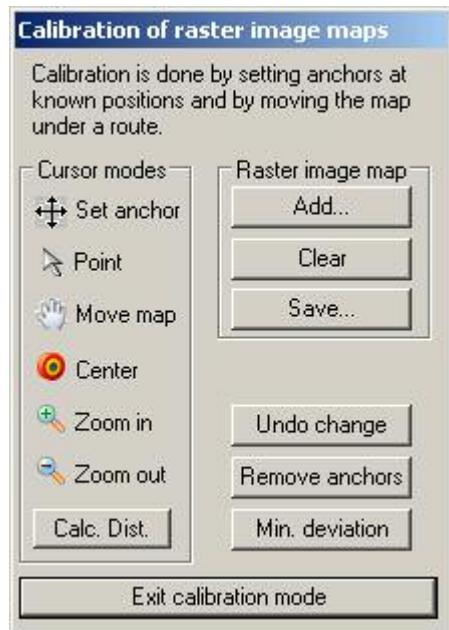 Calibration of raster image maps
Calibration is done by setting anchors at
known positions and by moving the map
under a route.
Cursor modes
Set anchor
Point
Move map
Center
Zoom in
Zoom out
Calc. Dist.
Raster image map
Add...
Clear
Save...
Undo change
Remove anchors
Min. deviation
Exit calibration mode